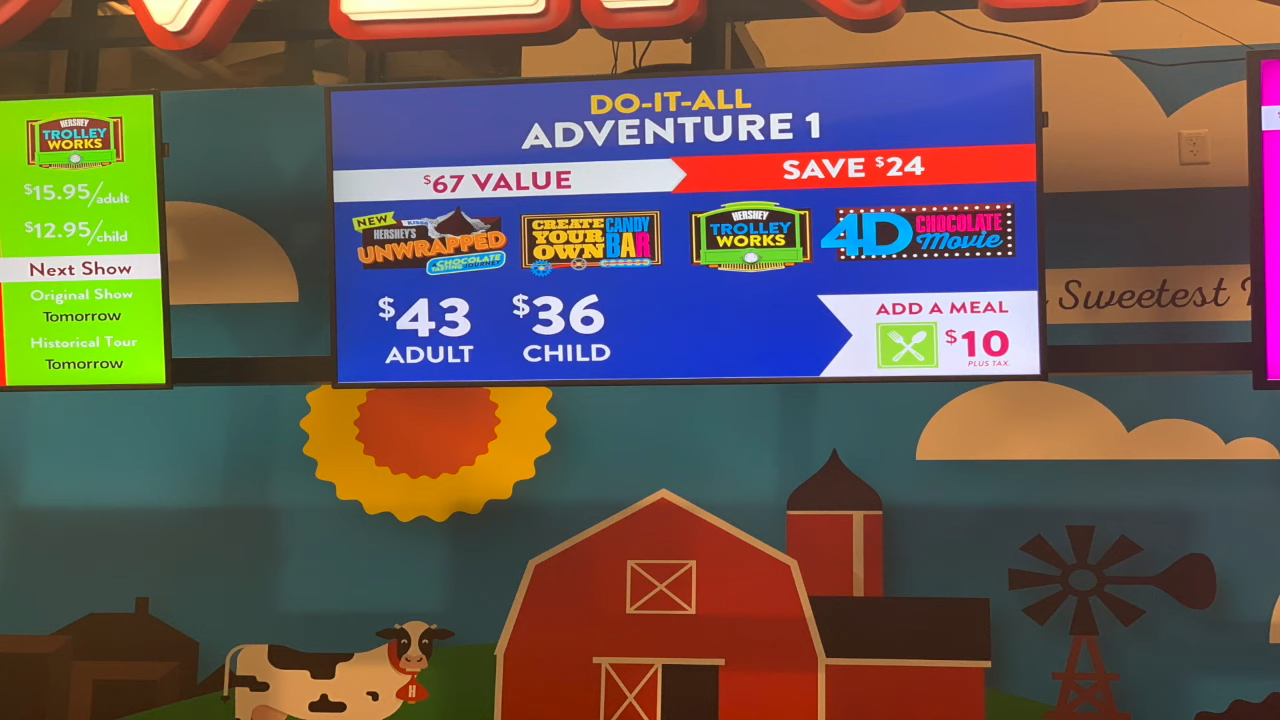 HERSHEY
TROLLEY
WORKS
$15.95/adult
$12.95/child
Next Show
Original Show
Tomorrow
Historical Tour
Tomorrow
DO-IT-ALL
ADVENTURE 1
$67 VALUE
SAVE $24
NEW
HERSHEY'S
UNWRAPPED
CHOCOLATE
TASTING JOURNEY
CREATE
YOUR
OWN
CANDY
BAR
HERSHEY
TROLLEY
WORKS
4D CHOCOLATE
Movie
$43
ADULT
$36
CHILD
ADD A MEAL
$10
PLUS TAX
Sweetest
H